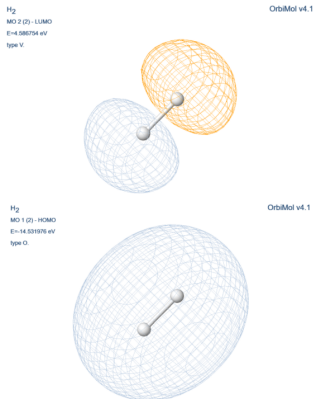 H₂
OrbiMol v4.1
MO 2 (2) - LUMO
E=4.586754 eV
type V.
H₂
OrbiMol v4.1
MO 1 (2) - HOMO
E=-14.531976 eV
type O.